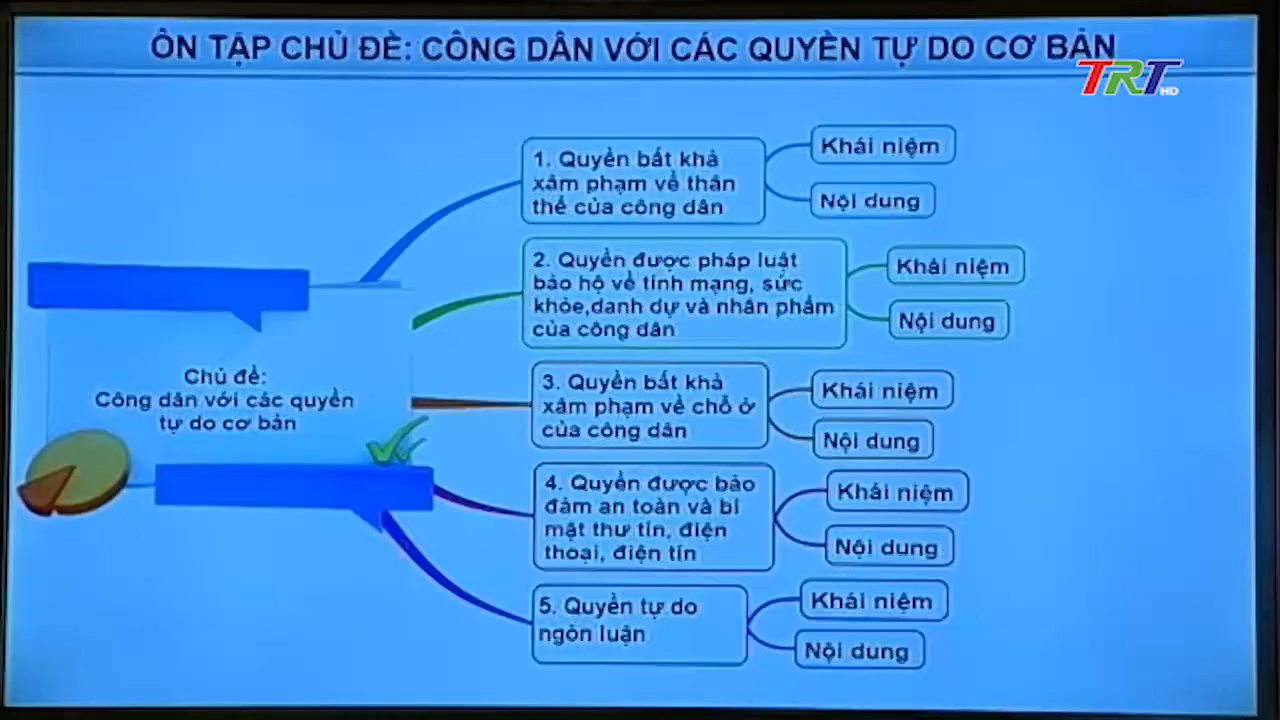 ÔN TẬP CHỦ ĐỀ: CÔNG DÂN VỚI CÁC QUYỀN TỰ DO CƠ BẢN
TRT HD
1. Quyền bất khả
xâm phạm về thân
thể của công dân
Khái niệm
Nội dung
2. Quyền được pháp luật
bảo hộ về tính mạng, sức
khỏe,danh dự và nhân phẩm
của công dân
Khái niệm
Nội dung
Chủ đề:
Công dân với các quyền
tự do cơ bản
3. Quyền bất khả
xâm phạm về chỗ ở
của công dân
Khái niệm
Nội dung
4. Quyền được bảo
đảm an toàn và bí
mật thư tín, điện
thoại, điện tín
Khái niệm
Nội dung
5. Quyền tự do
ngôn luận
Khái niệm
Nội dung